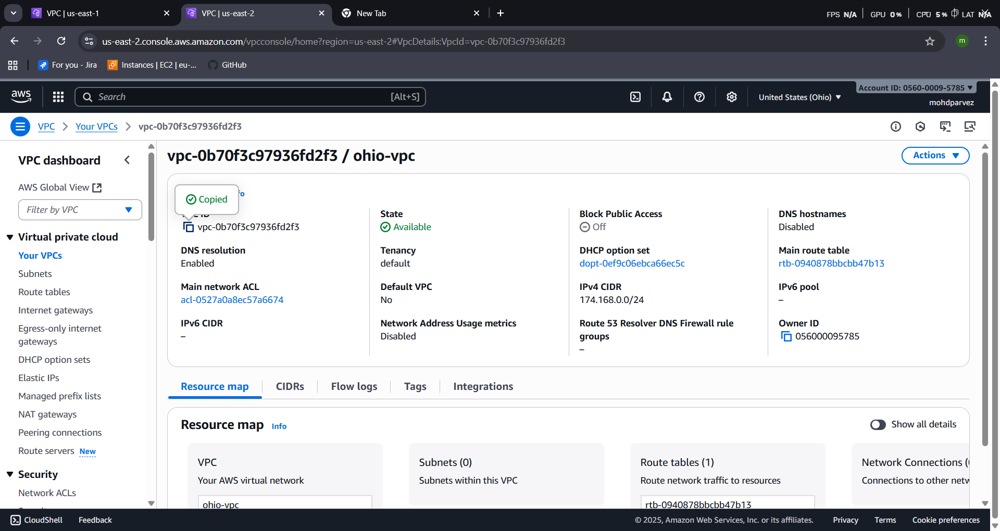 VPC | us-east-1
VPC | us-east-2
New Tab
FPS N/A GPU 0% CPU 5% LAT N/A
us-east-2.console.aws.amazon.com/vpcconsole/home?region=us-east-2#VpcDetails:VpcId=vpc-0b70f3c97936fd2f3
m
For you - Jira
Instances | EC2 | eu-...
GitHub
aws
Search
[Alt+S]
United States (Ohio)
Account ID: 0560-0009-5785
mohdparvez
VPC
Your VPCs
vpc-0b70f3c97936fd2f3
VPC dashboard
AWS Global View
Filter by VPC
Virtual private cloud
Your VPCs
Subnets
Route tables
Internet gateways
Egress-only internet
gateways
DHCP option sets
Elastic IPs
Managed prefix lists
NAT gateways
Peering connections
Route servers New
Security
Network ACLs
vpc-0b70f3c97936fd2f3 / ohio-vpc
Actions
Copied
vpc-0b70f3c97936fd2f3
State
Available
Block Public Access
Off
DNS hostnames
Disabled
DNS resolution
Enabled
Tenancy
default
DHCP option set
dopt-0ef9c06ebca66ec5c
Main route table
rtb-0940878bbcbb47b13
Main network ACL
acl-0527a0a8ec57a6674
Default VPC
No
IPv4 CIDR
174.168.0.0/24
IPv6 pool
–
IPv6 CIDR
–
Network Address Usage metrics
Disabled
Route 53 Resolver DNS Firewall rule
groups
–
Owner ID
056000095785
Resource map
CIDRs
Flow logs
Tags
Integrations
Resource map Info
Show all details
VPC
Your AWS virtual network
ohio-vpc
Subnets (0)
Subnets within this VPC
Route tables (1)
Route network traffic to resources
rtb-0940878bbcbb47b13
Network Connections
Connections to other
CloudShell
Feedback
© 2025, Amazon Web Services, Inc. or its affiliates.
Privacy
Terms
Cookie preferences